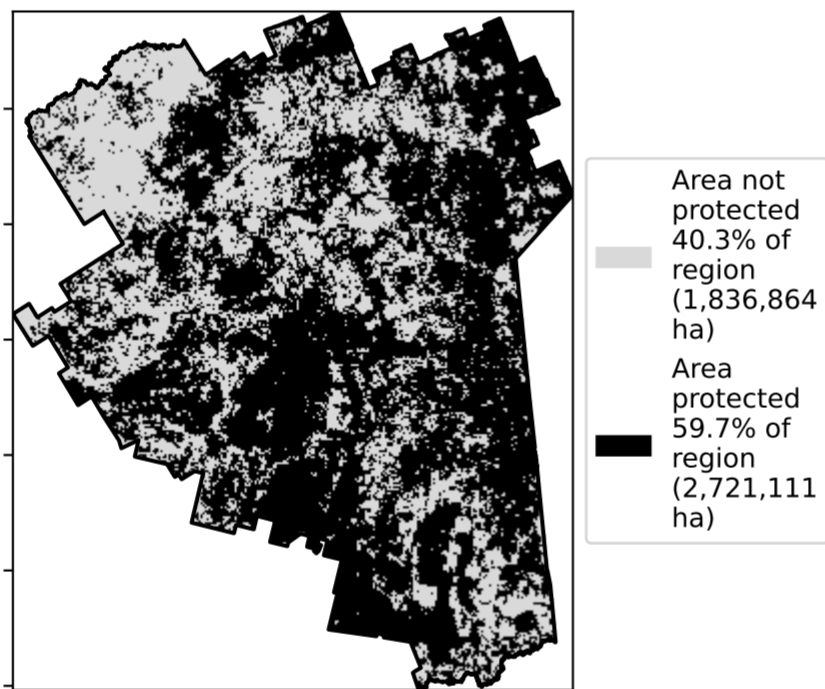 Area not
protected
40.3% of
region
(1,836,864
ha)
Area
protected
59.7% of
region
(2,721,111
ha)